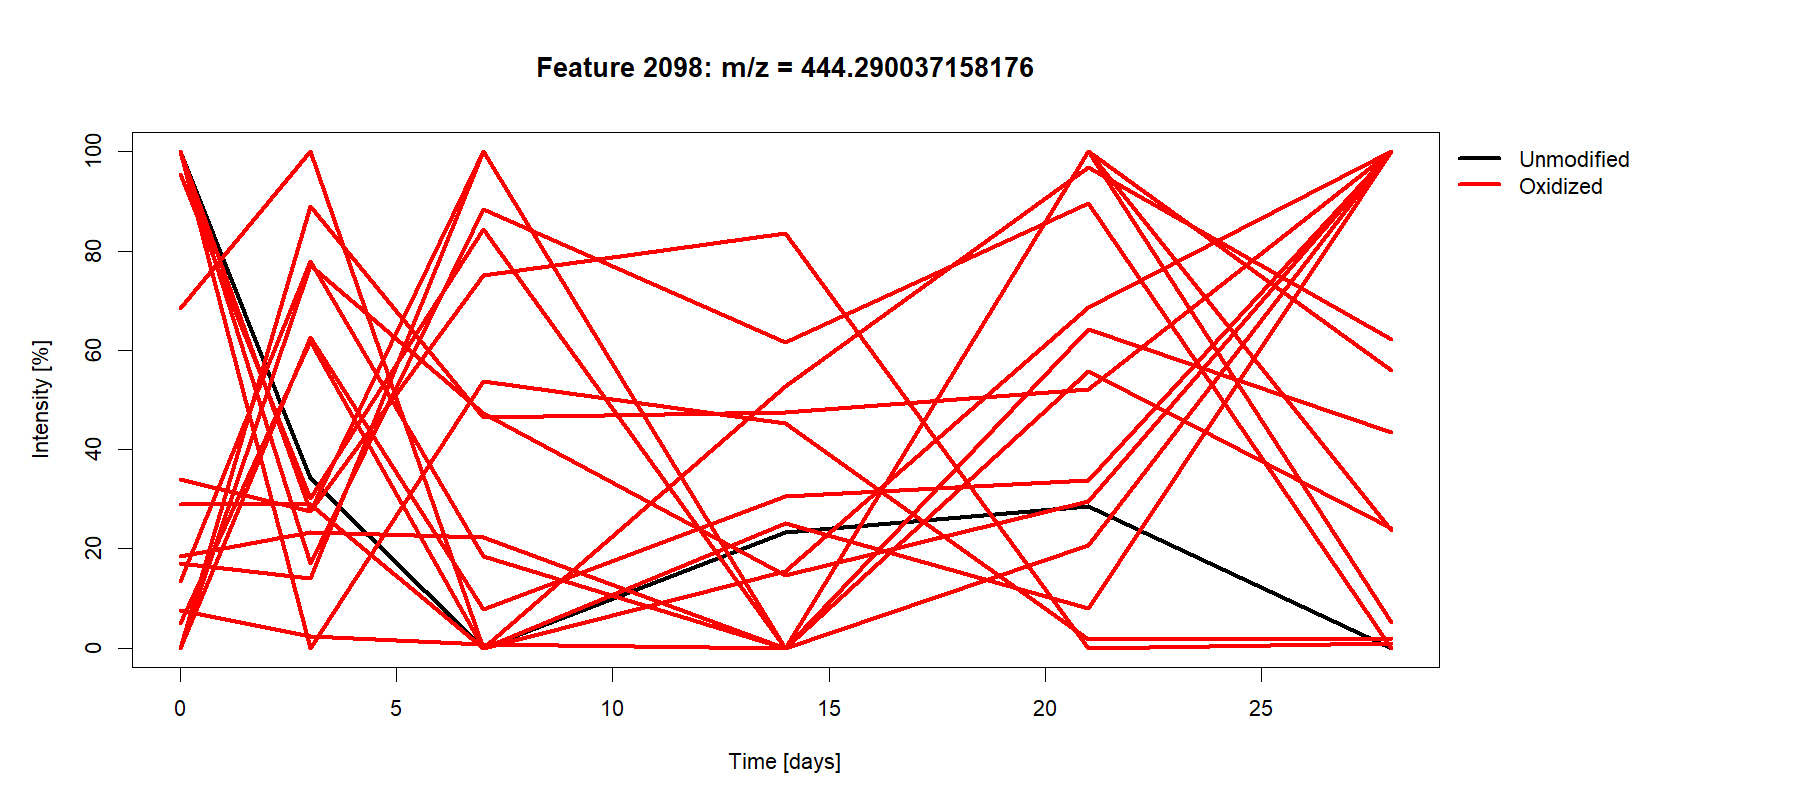 Feature 2098: m/z = 444.290037158176
Unmodified
Oxidized
Intensity [%]
100
80
60
40
20
0
0 5 10 15 20 25
Time [days]